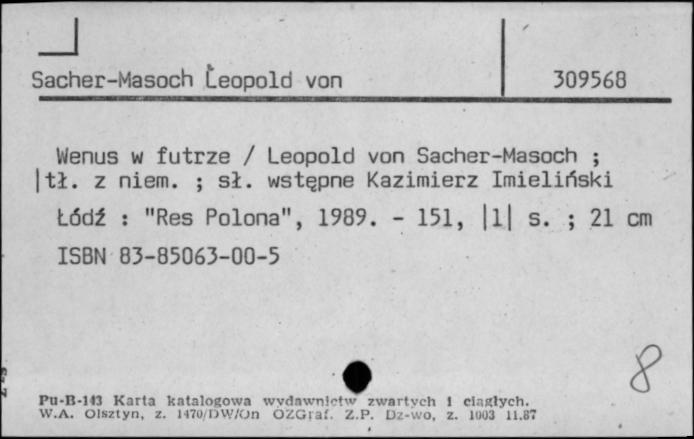 Sacher-Masoch Leopold von
309568
Wenus w futrze / Leopold von Sacher-Masoch ;
|tł. z niem. ; sł. wstępne Kazimierz Imieliński
Łódź : "Res Polona", 1989. - 151, |1| s. ; 21 cm
ISBN 83-85063-00-5
8
Pu-B-143 Karta katalogowa wydawnictw zwartych i ciągłych.
W.A. Olsztyn, z. 1470/DW/On OZGraf. Z.P. Dz-wo, z. 1003 11.87